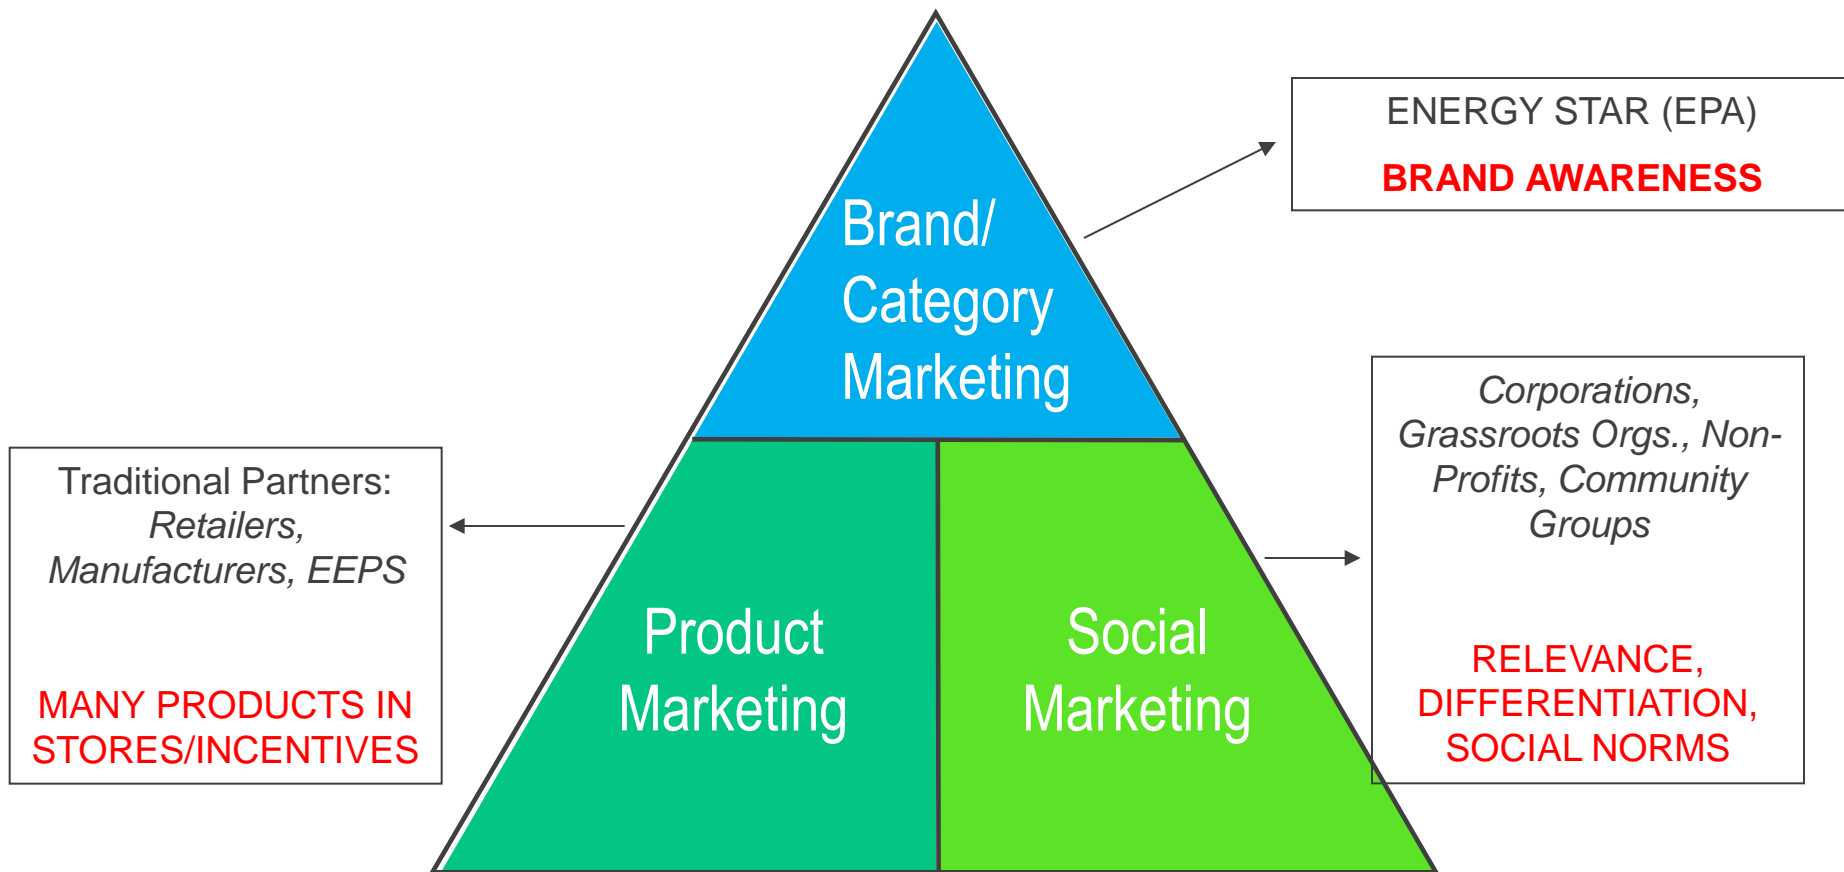 ENERGY STAR (EPA)
BRAND AWARENESS
Brand/
Category
Marketing
Corporations,
Grassroots Orgs., Non-
Profits, Community
Groups
RELEVANCE,
DIFFERENTIATION,
SOCIAL NORMS
Traditional Partners:
Retailers,
Manufacturers, EEPS
MANY PRODUCTS IN
STORES/INCENTIVES
Product
Marketing
Social
Marketing